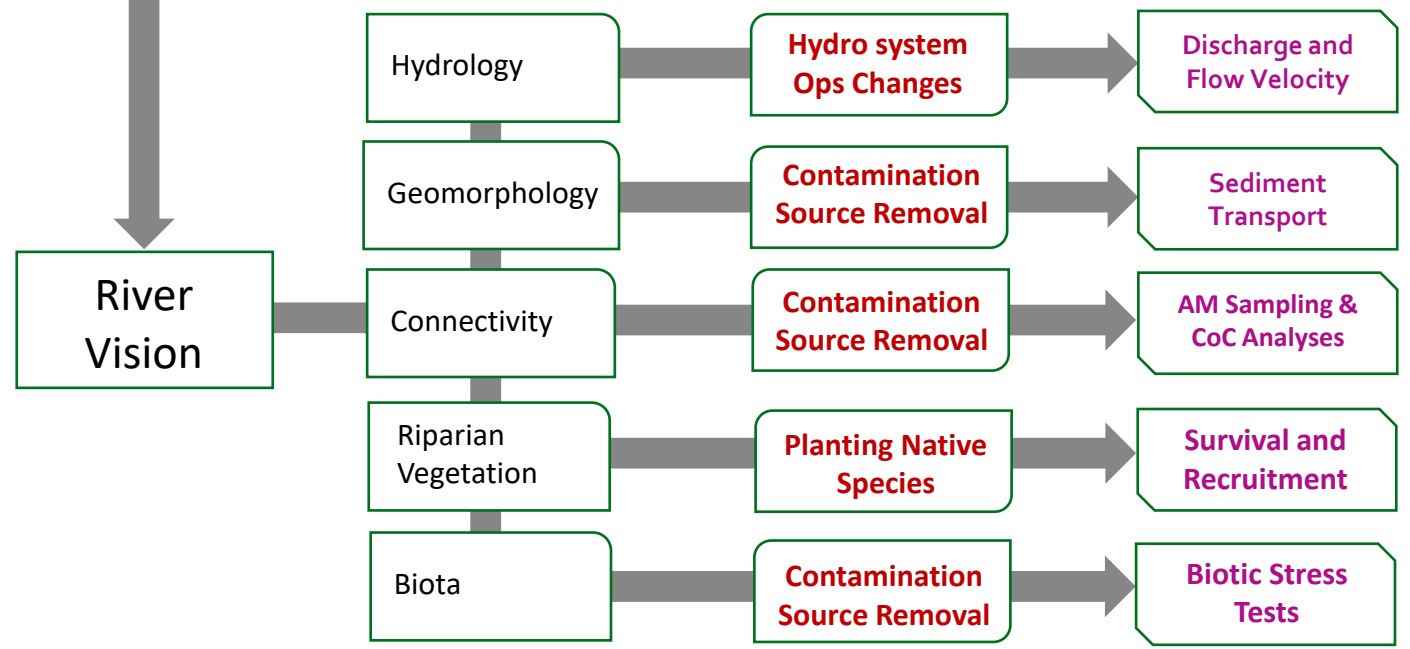 Hydrology
Hydro system
Ops Changes
Discharge and
Flow Velocity
Geomorphology
Contamination
Source Removal
Sediment
Transport
River
Vision
Connectivity
Contamination
Source Removal
AM Sampling &
CoC Analyses
Riparian
Vegetation
Planting Native
Species
Survival and
Recruitment
Biota
Contamination
Source Removal
Biotic Stress
Tests